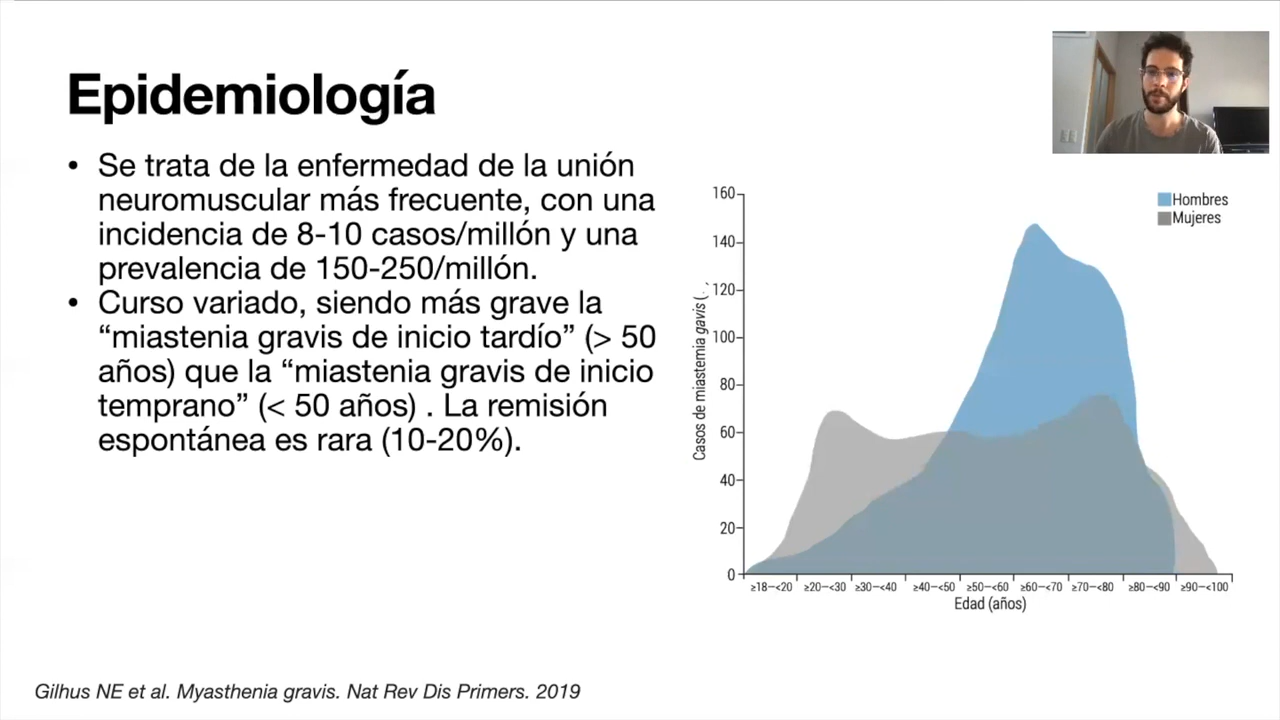 Epidemiología
• Se trata de la enfermedad de la unión
neuromuscular más frecuente, con una
incidencia de 8-10 casos/millón y una
prevalencia de 150-250/millón.
• Curso variado, siendo más grave la
“miastenia gravis de inicio tardío” (> 50
años) que la “miastenia gravis de inicio
temprano” (< 50 años) . La remisión
espontánea es rara (10-20%).
Hombres
Mujeres
Casos de miastemia gavis (
160
140
120
100
80
60
40
20
0
≥18—<20 ≥20—<30 ≥30—<40 ≥40—<50 ≥50—<60 ≥60—<70 ≥70—<80 ≥80—<90 ≥90—<100
Edad (años)
Gilhus NE et al. Myasthenia gravis. Nat Rev Dis Primers. 2019